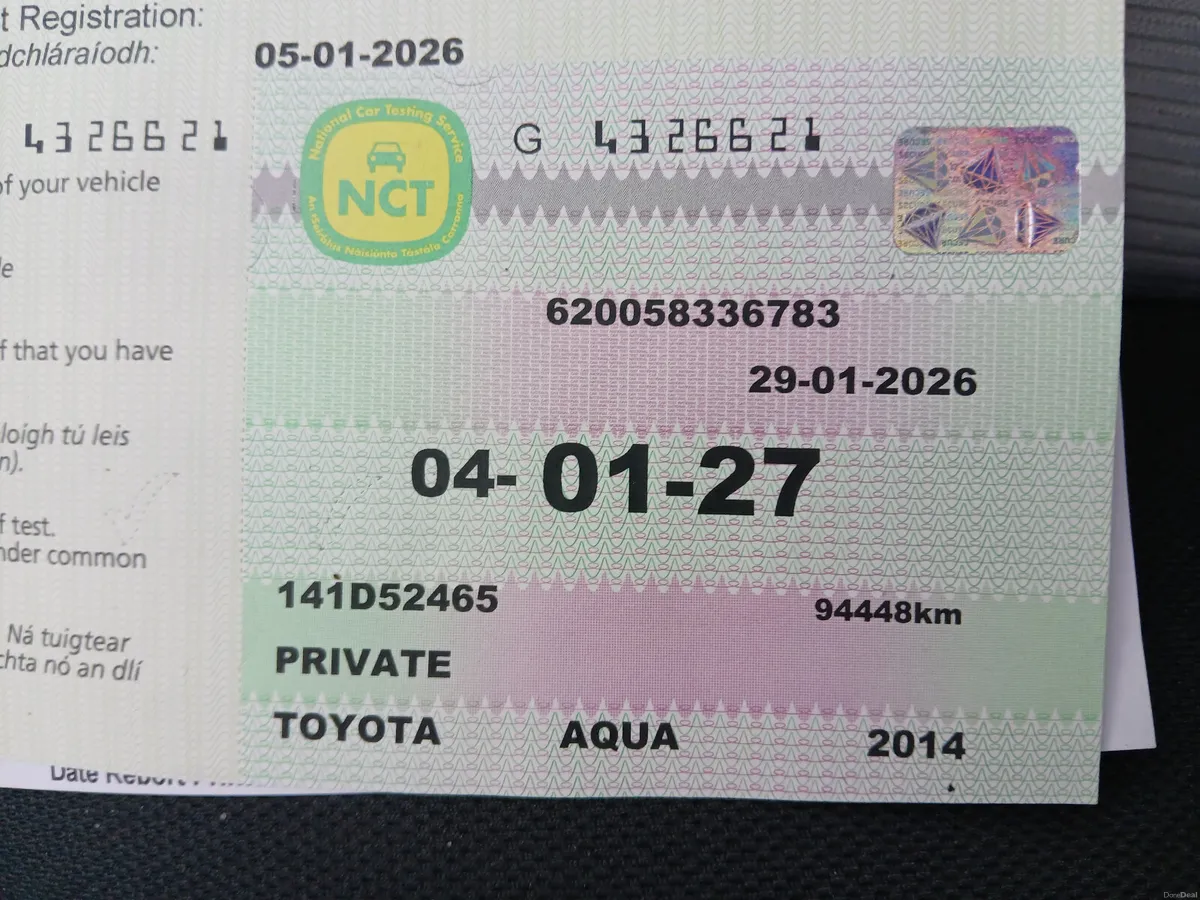 t Registration:
dchláraíodh:
05-01-2026
4326621
National Car Testing Service
NCT
An tSeirbhís Náisiúnta Tástála Carranna
G 4326621
of your vehicle
le
620058336783
f that you have
29-01-2026
loigh tú leis
n).
04-01-27
f test.
nder common
141D52465
94448km
Ná tuigtear
chta nó an dlí
PRIVATE
TOYOTA AQUA 2014
Date Report
DoneDeal